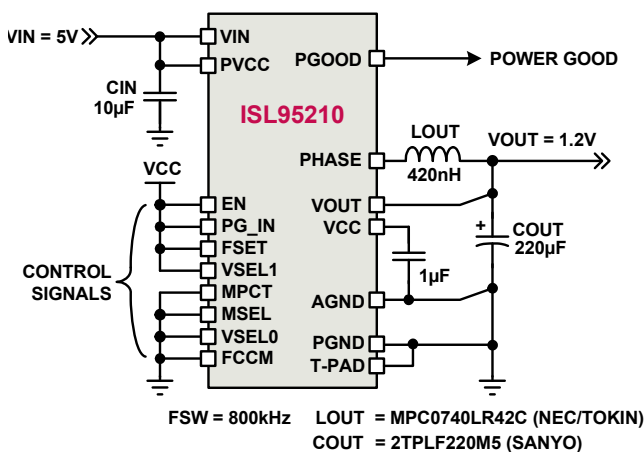 VIN = 5V
VIN
PVCC
PGOOD
POWER GOOD
CIN
10µF
ISL95210
LOUT
VOUT = 1.2V
PHASE
420nH
VCC
EN
PG_IN
FSET
VSEL1
MPCT
MSEL
VSEL0
FCCM
CONTROL
SIGNALS
VOUT
VCC
1µF
+
COUT
220µF
AGND
PGND
T-PAD
FSW = 800kHz LOUT = MPC0740LR42C (NEC/TOKIN)
COUT = 2TPLF220M5 (SANYO)